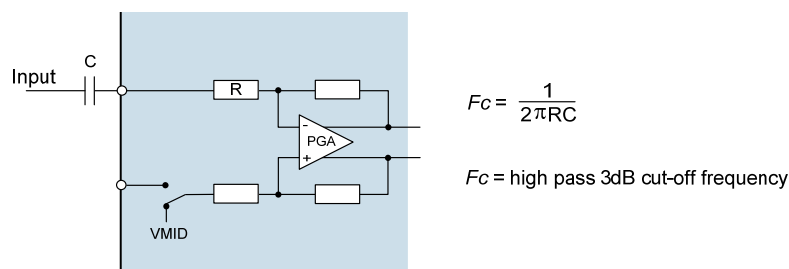 C
Input
R
-
PGA
+
VMID
Fc = 1 / 2πRC
Fc = high pass 3dB cut-off frequency